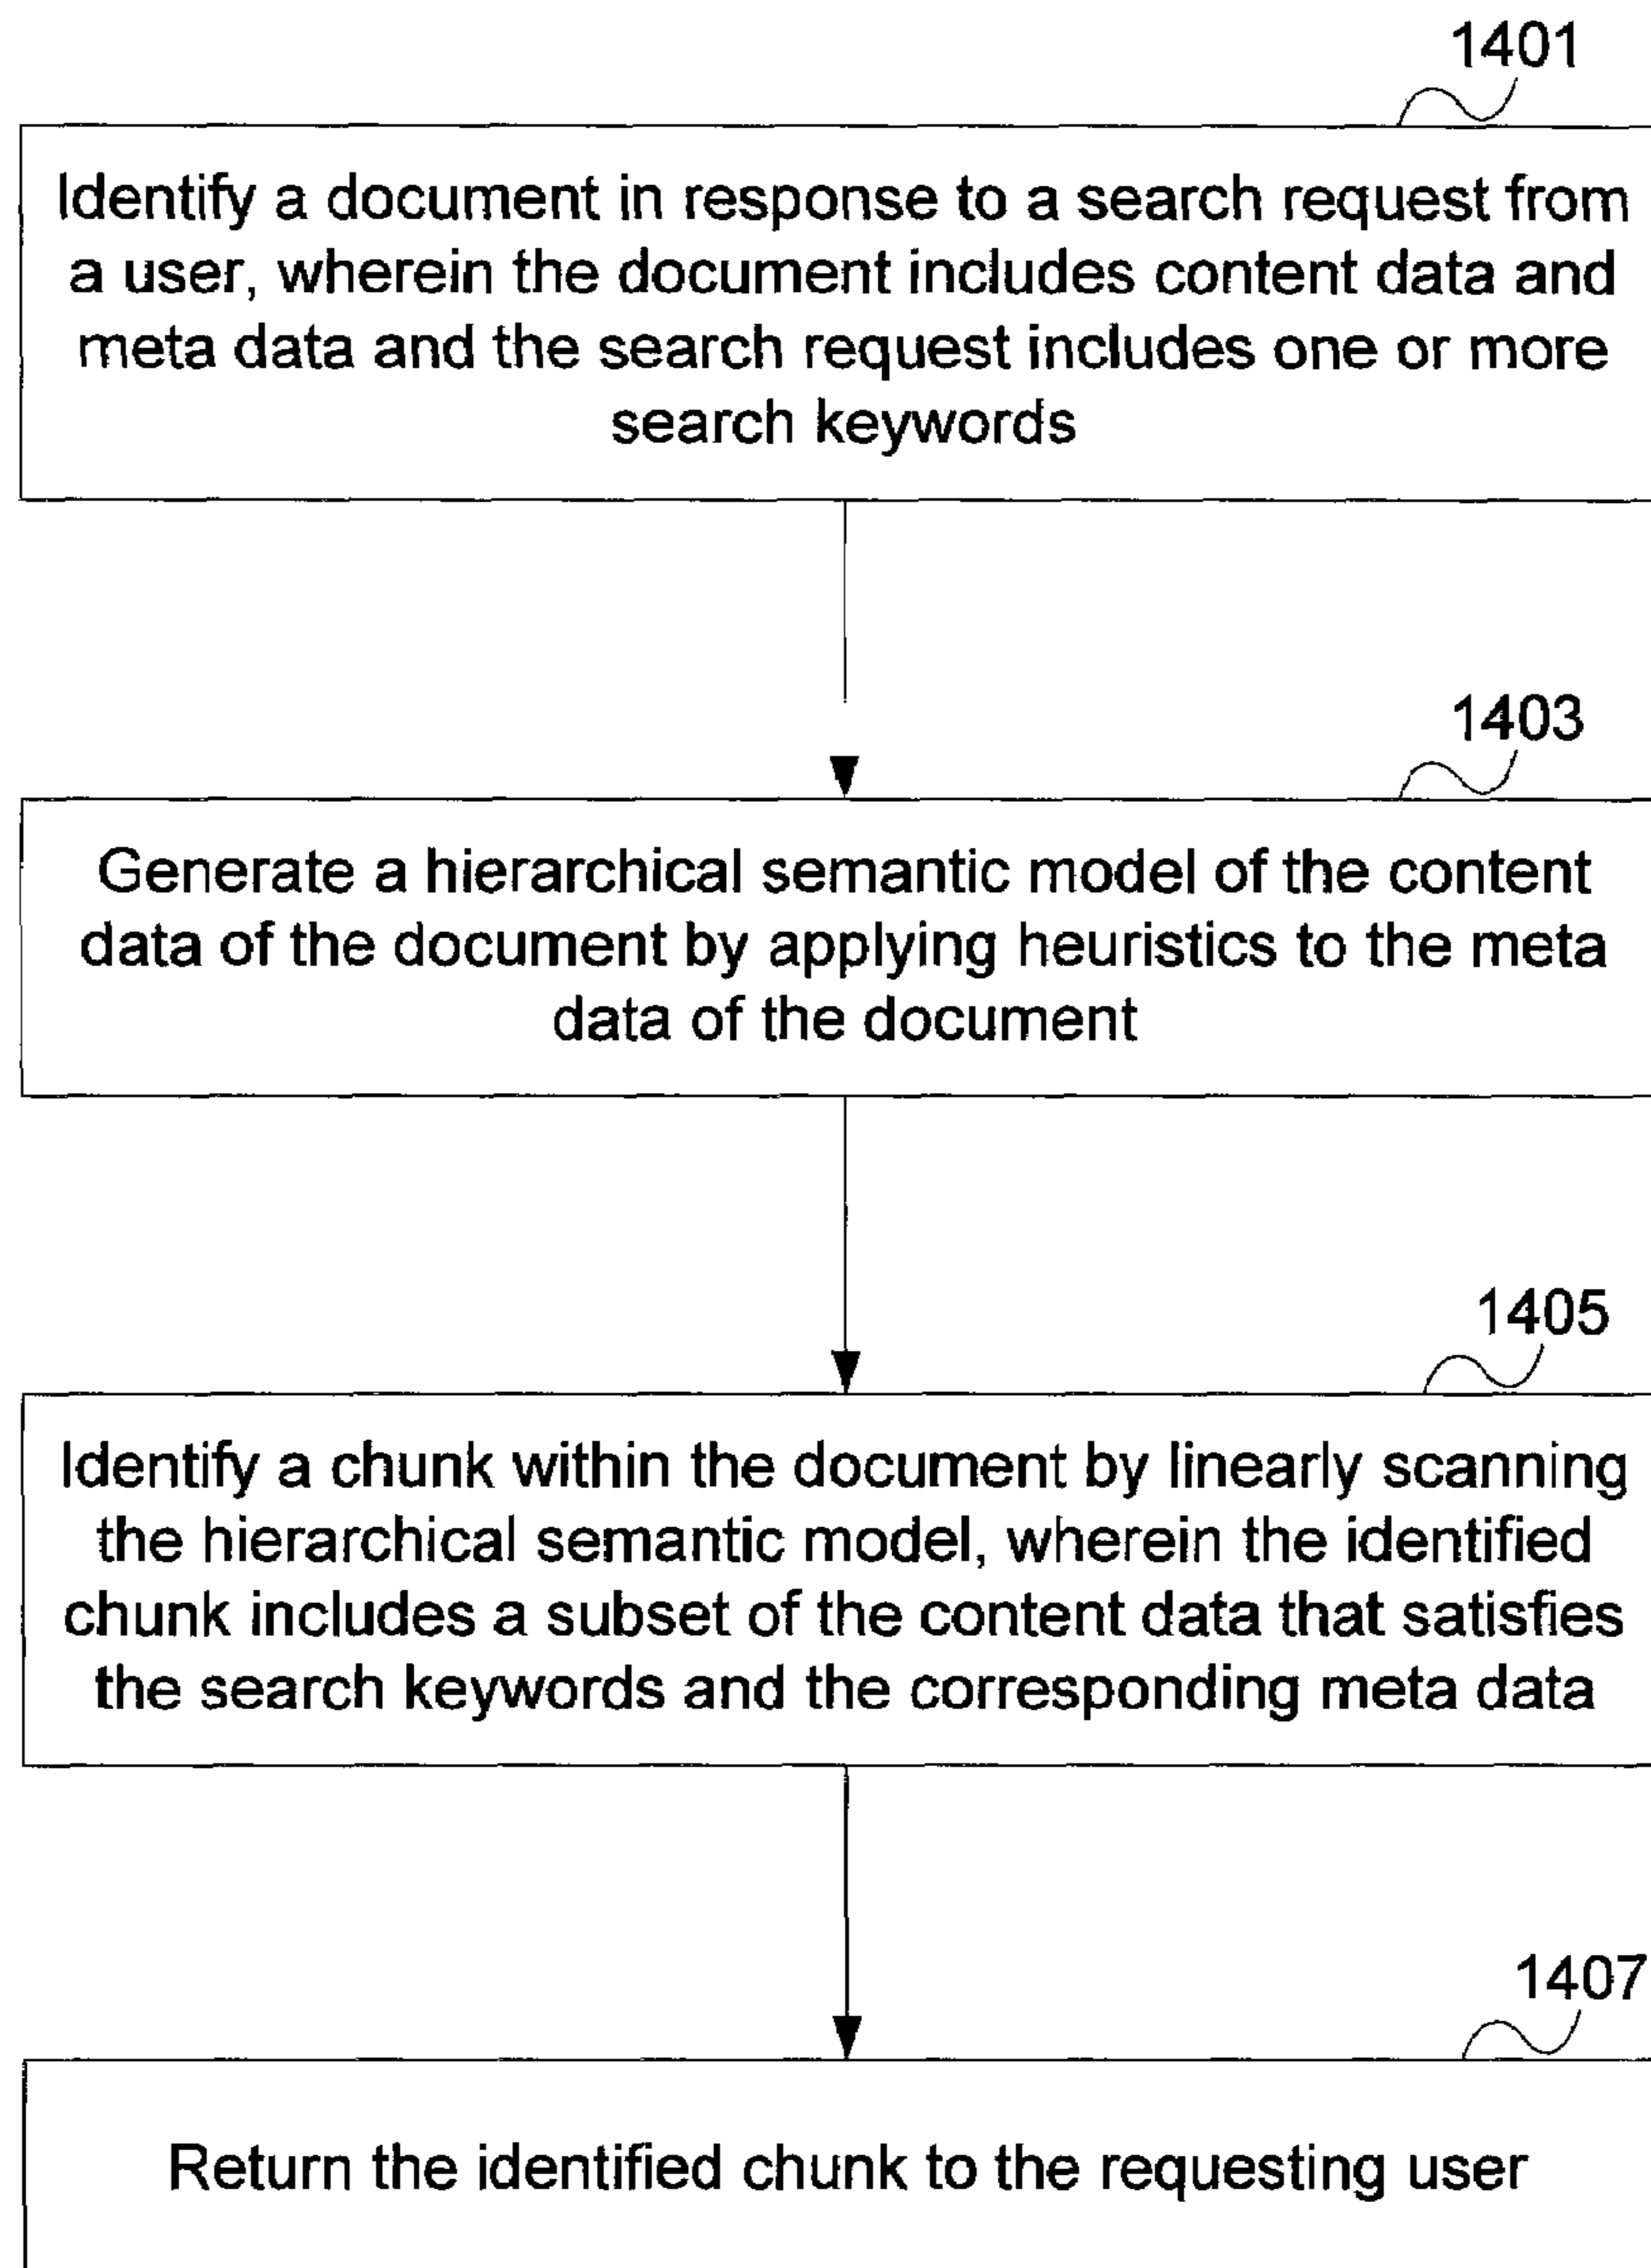 1401
Identify a document in response to a search request from
a user, wherein the document includes content data and
meta data and the search request includes one or more
search keywords
1403
Generate a hierarchical semantic model of the content
data of the document by applying heuristics to the meta
data of the document
1405
Identify a chunk within the document by linearly scanning
the hierarchical semantic model, wherein the identified
chunk includes a subset of the content data that satisfies
the search keywords and the corresponding meta data
1407
Return the identified chunk to the requesting user